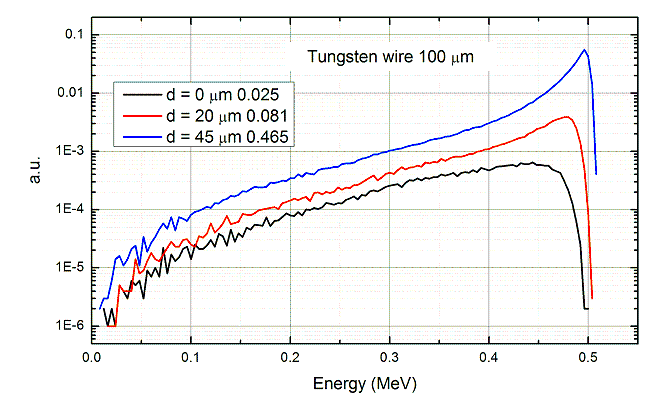 Tungsten wire 100 μm
d = 0 μm 0.025
d = 20 μm 0.081
d = 45 μm 0.465
a.u.
0.1
0.01
1E-3
1E-4
1E-5
1E-6
0.0 0.1 0.2 0.3 0.4 0.5
Energy (MeV)